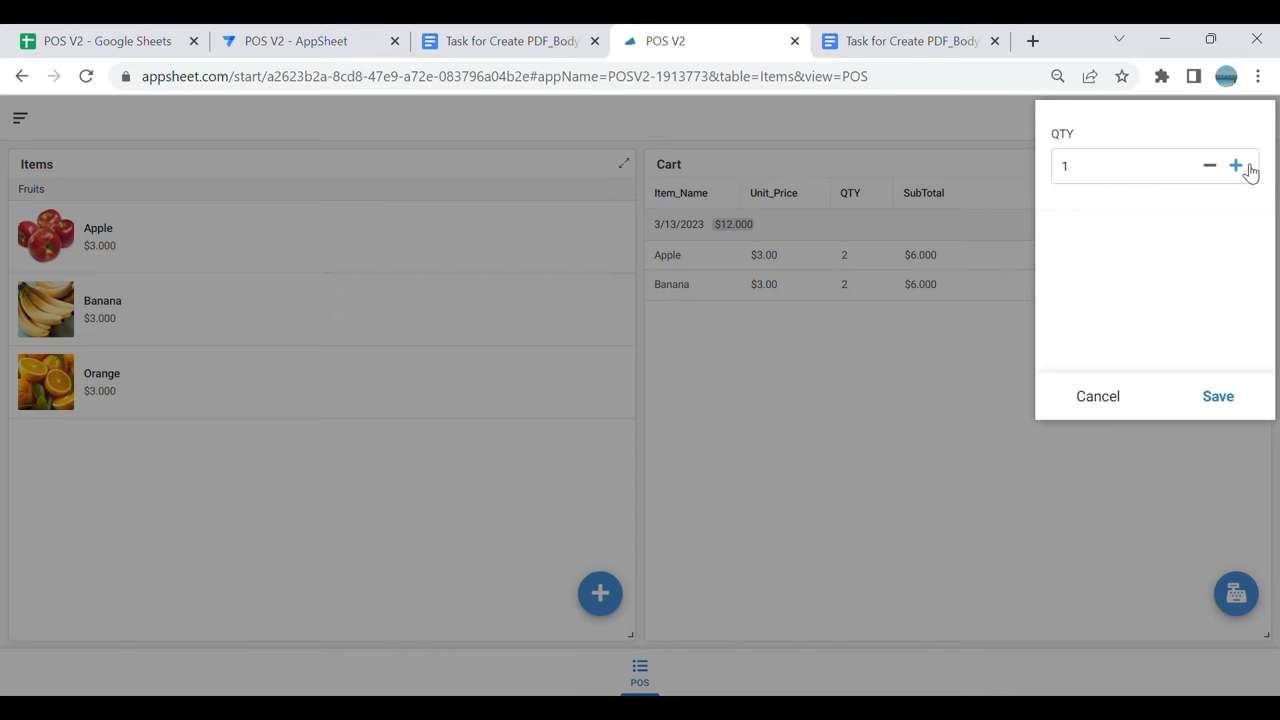 POS V2 - Google Sheets
POS V2 - AppSheet
Task for Create PDF_Body
POS V2
Task for Create PDF_Body
appsheet.com/start/a2623b2a-8cd8-47e9-a72e-083796a04b2e#appName=POSV2-1913773&table=Items&view=POS
QTY
1
Items
Cart
Fruits
Item_Name Unit_Price QTY SubTotal
3/13/2023 $12.000
Apple
$3.000
Apple $3.00 2 $6.000
Banana $3.00 2 $6.000
Banana
$3.000
Orange
$3.000
Cancel Save
POS